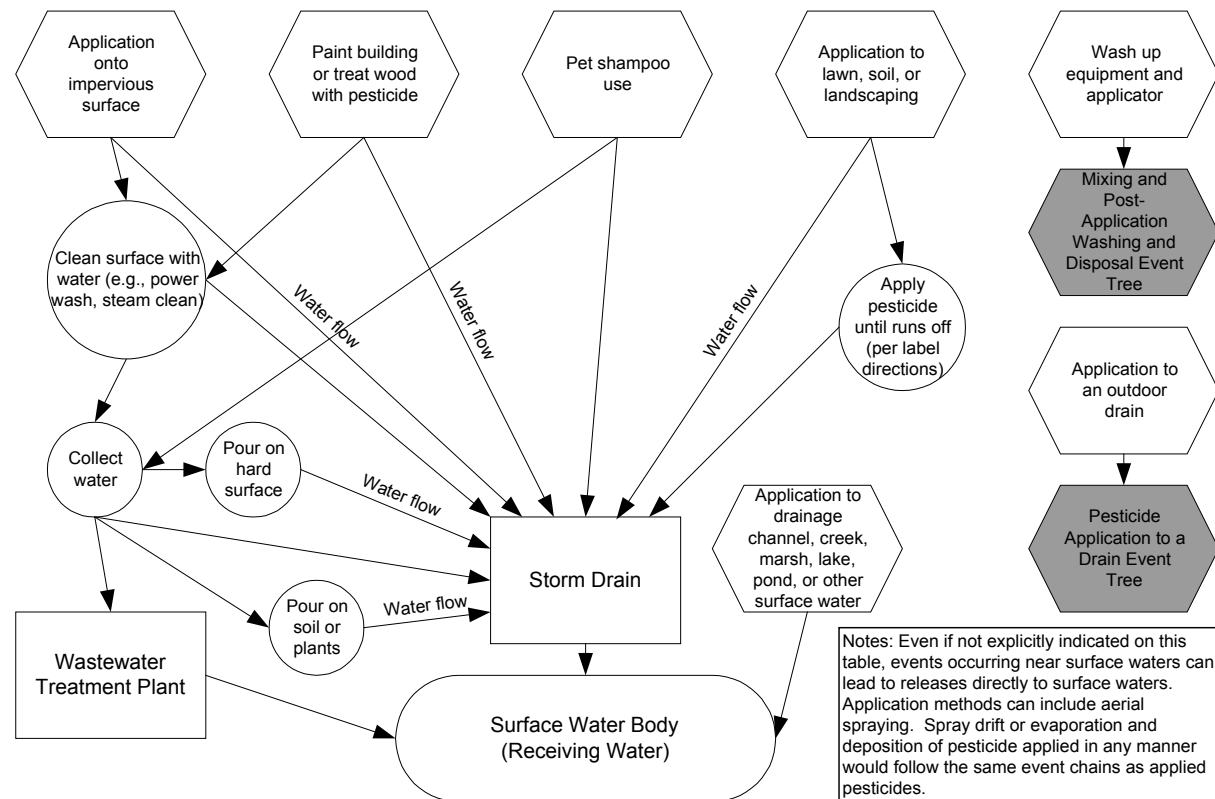 Application
onto
impervious
surface
Paint building
or treat wood
with pesticide
Pet shampoo
use
Application to
lawn, soil, or
landscaping
Wash up
equipment and
applicator
Mixing and
Post-
Application
Washing and
Disposal Event
Tree
Clean surface with
water (e.g., power
wash, steam clean)
Water flow
Water flow
Water flow
Apply
pesticide
until runs off
(per label
directions)
Application to
an outdoor
drain
Collect
water
Pour on
hard
surface
Water flow
Storm Drain
Application to
drainage
channel, creek,
marsh, lake,
pond, or other
surface water
Pesticide
Application to a
Drain Event
Tree
Pour on
soil or
plants
Water flow
Wastewater
Treatment Plant
Surface Water Body
(Receiving Water)
Notes: Even if not explicitly indicated on this
table, events occurring near surface waters can
lead to releases directly to surface waters.
Application methods can include aerial
spraying.  Spray drift or evaporation and
deposition of pesticide applied in any manner
would follow the same event chains as applied
pesticides.